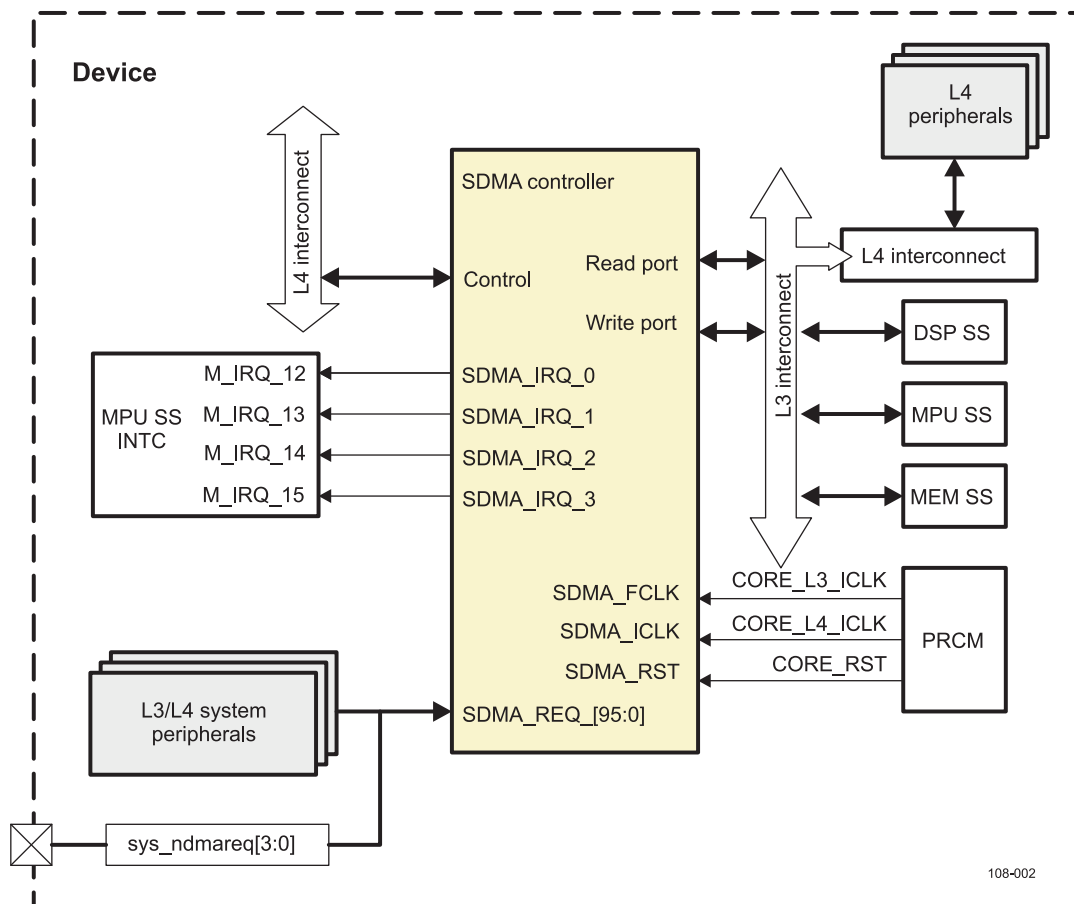 Device
L4
peripherals
L4 interconnect
SDMA controller
L4 interconnect
Read port
Control
Write port
L3 interconnect
DSP SS
MPU SS
MEM SS
MPU SS
INTC
M_IRQ_12
SDMA_IRQ_0
M_IRQ_13
SDMA_IRQ_1
M_IRQ_14
SDMA_IRQ_2
M_IRQ_15
SDMA_IRQ_3
SDMA_FCLK
CORE_L3_ICLK
SDMA_ICLK
CORE_L4_ICLK
SDMA_RST
CORE_RST
PRCM
L3/L4 system
peripherals
SDMA_REQ_[95:0]
sys_ndmareq[3:0]
108-002